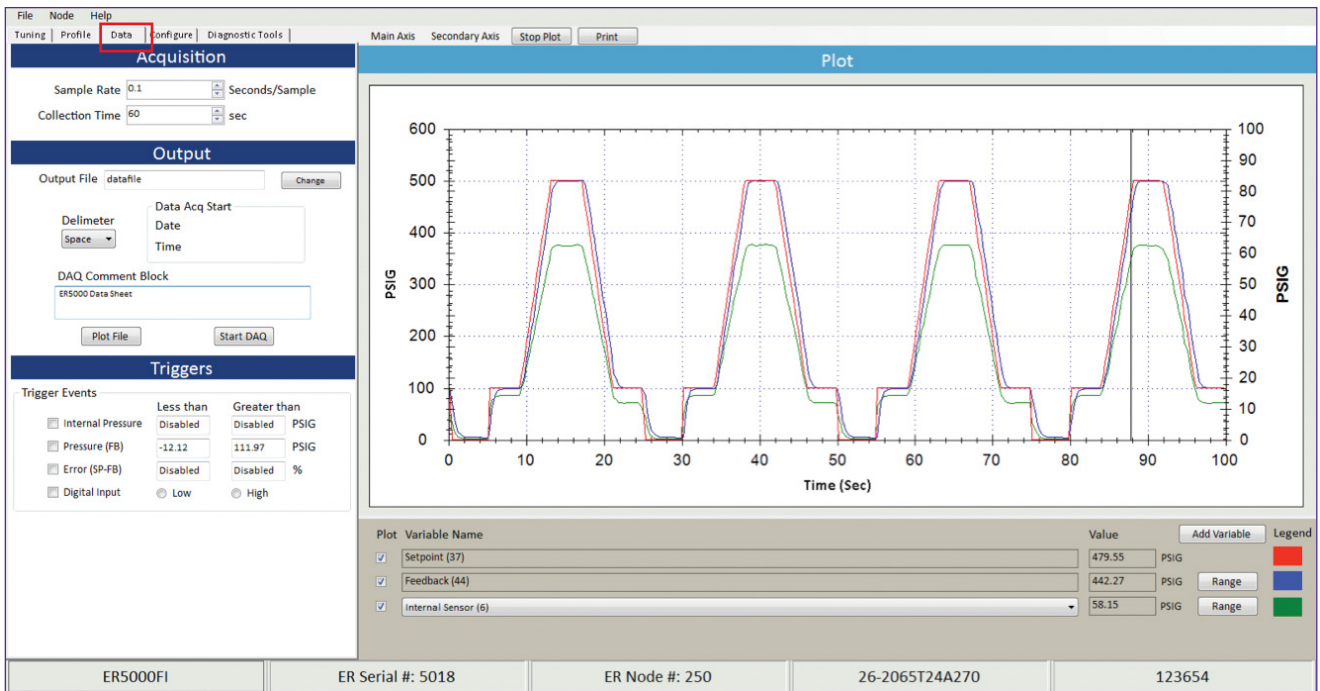 File Node Help
Tuning Profile Data Configure Diagnostic Tools
Main Axis Secondary Axis Stop Plot Print
Acquisition
Sample Rate 0.1 Seconds/Sample
Collection Time 60 sec
Output
Output File datafile Change
Delimeter
Space
Data Acq Start
Date
Time
DAQ Comment Block
ER5000 Data Sheet
Plot File Start DAQ
Triggers
Trigger Events
Less than Greater than
Internal Pressure Disabled Disabled PSIG
Pressure (FB) -12.12 111.97 PSIG
Error (SP-FB) Disabled Disabled %
Digital Input Low High
Plot
PSIG
600
500
400
300
200
100
0
0 10 20 30 40 50 60 70 80 90 100
Time (Sec)
100
90
80
70
60
50
40
30
20
10
0
PSIG
Plot Variable Name Value Add Variable Legend
Setpoint (37) 479.55 PSIG
Feedback (44) 442.27 PSIG Range
Internal Sensor (6) 58.15 PSIG Range
ER5000FI ER Serial #: 5018 ER Node #: 250 26-2065T24A270 123654